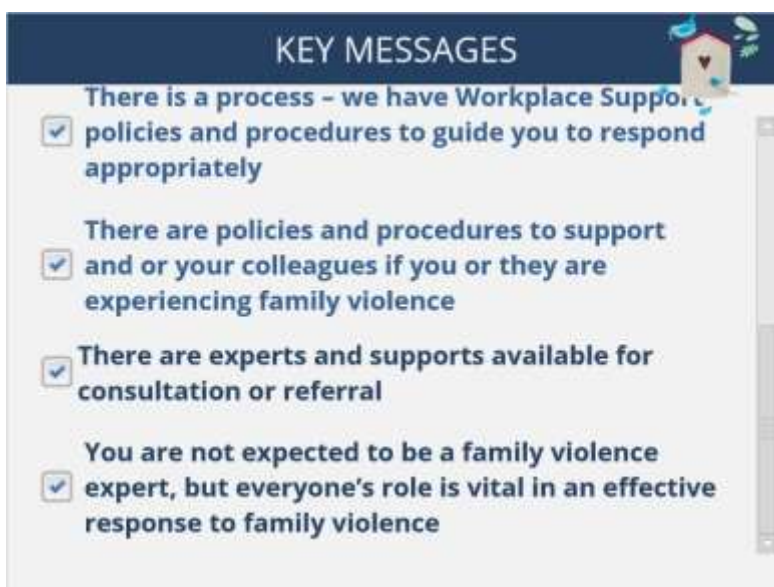 KEY MESSAGES
There is a process – we have Workplace Support
policies and procedures to guide you to respond
appropriately
There are policies and procedures to support
and or your colleagues if you or they are
experiencing family violence
There are experts and supports available for
consultation or referral
You are not expected to be a family violence
expert, but everyone's role is vital in an effective
response to family violence